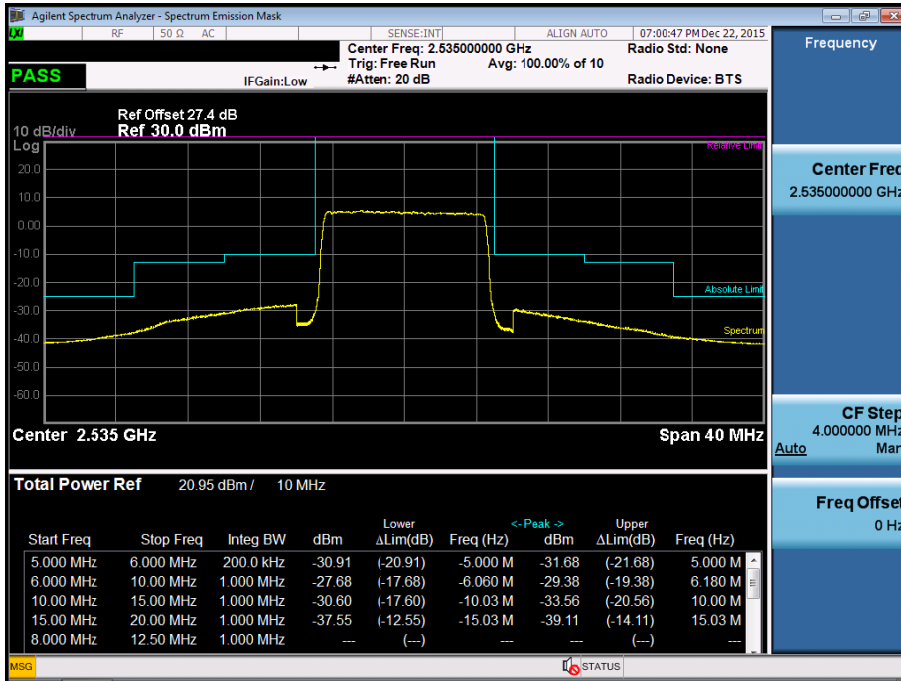 Agilent Spectrum Analyzer - Spectrum Emission Mask
LXI RF 50 Ω AC SENSE:INT ALIGN AUTO 07:00:47 PM Dec 22, 2015
Center Freq: 2.535000000 GHz Radio Std: None
Trig: Free Run Avg: 100.00% of 10
PASS IFGain:Low #Atten: 20 dB Radio Device: BTS
Ref Offset 27.4 dB
10 dB/div Ref 30.0 dBm
Log
Relative Limit
20.0
10.0
0.00
-10.0
-20.0
Absolute Limit
-30.0
Spectrum
-40.0
-50.0
-60.0
Center 2.535 GHz Span 40 MHz
Total Power Ref 20.95 dBm / 10 MHz
Lower <- Peak -> Upper
Start Freq Stop Freq Integ BW dBm ΔLim(dB) Freq (Hz) dBm ΔLim(dB) Freq (Hz)
5.000 MHz 6.000 MHz 200.0 kHz -30.91 (-20.91) -5.000 M -31.68 (-21.68) 5.000 M
6.000 MHz 10.00 MHz 1.000 MHz -27.68 (-17.68) -6.060 M -29.38 (-19.38) 6.180 M
10.00 MHz 15.00 MHz 1.000 MHz -30.60 (-17.60) -10.03 M -33.56 (-20.56) 10.00 M
15.00 MHz 20.00 MHz 1.000 MHz -37.55 (-12.55) -15.03 M -39.11 (-14.11) 15.03 M
8.000 MHz 12.50 MHz 1.000 MHz --- (---) --- --- (---) ---
MSG STATUS
Frequency
Center Freq
2.535000000 GHz
CF Step
4.000000 MHz
Auto Man
Freq Offset
0 Hz